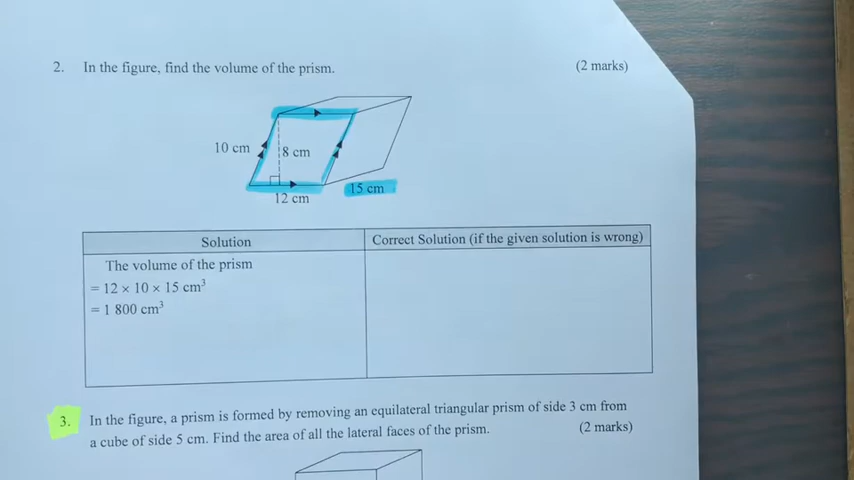 2. In the figure, find the volume of the prism. (2 marks)
10 cm
8 cm
12 cm
15 cm
Solution
Correct Solution (if the given solution is wrong)
The volume of the prism
= 12 × 10 × 15 cm³
= 1 800 cm³
3. In the figure, a prism is formed by removing an equilateral triangular prism of side 3 cm from
a cube of side 5 cm. Find the area of all the lateral faces of the prism. (2 marks)